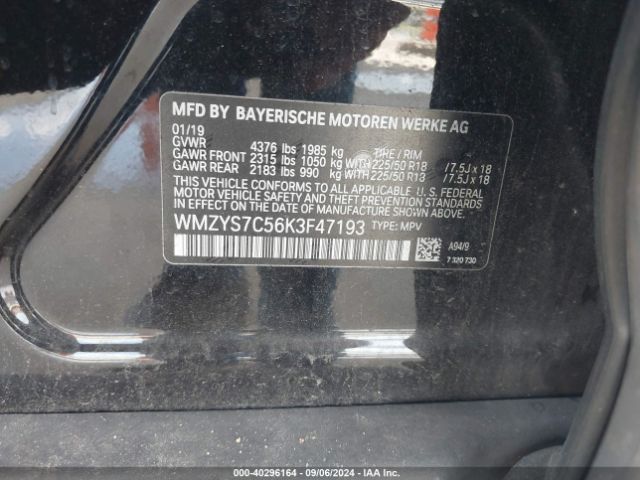 MFD BY BAYERISCHE MOTOREN WERKE AG
01/19
GVWR 4376 lbs 1985 kg TIRE / RIM
GAWR FRONT 2315 lbs 1050 kg WITH 225/50 R18 / 7.5J x 18
GAWR REAR 2183 lbs 990 kg WITH 225/50 R18 / 7.5J x 18
THIS VEHICLE CONFORMS TO ALL APPLICABLE U. S. FEDERAL
MOTOR VEHICLE SAFETY, BUMPER, AND THEFT PREVENTION
STANDARDS IN EFFECT ON THE DATE OF MANUFACTURE SHOWN ABOVE.
WMZYS7C56K3F47193 TYPE: MPV
A94/9
7 320 730
000-40296164 - 09/06/2024 - IAA, Inc.